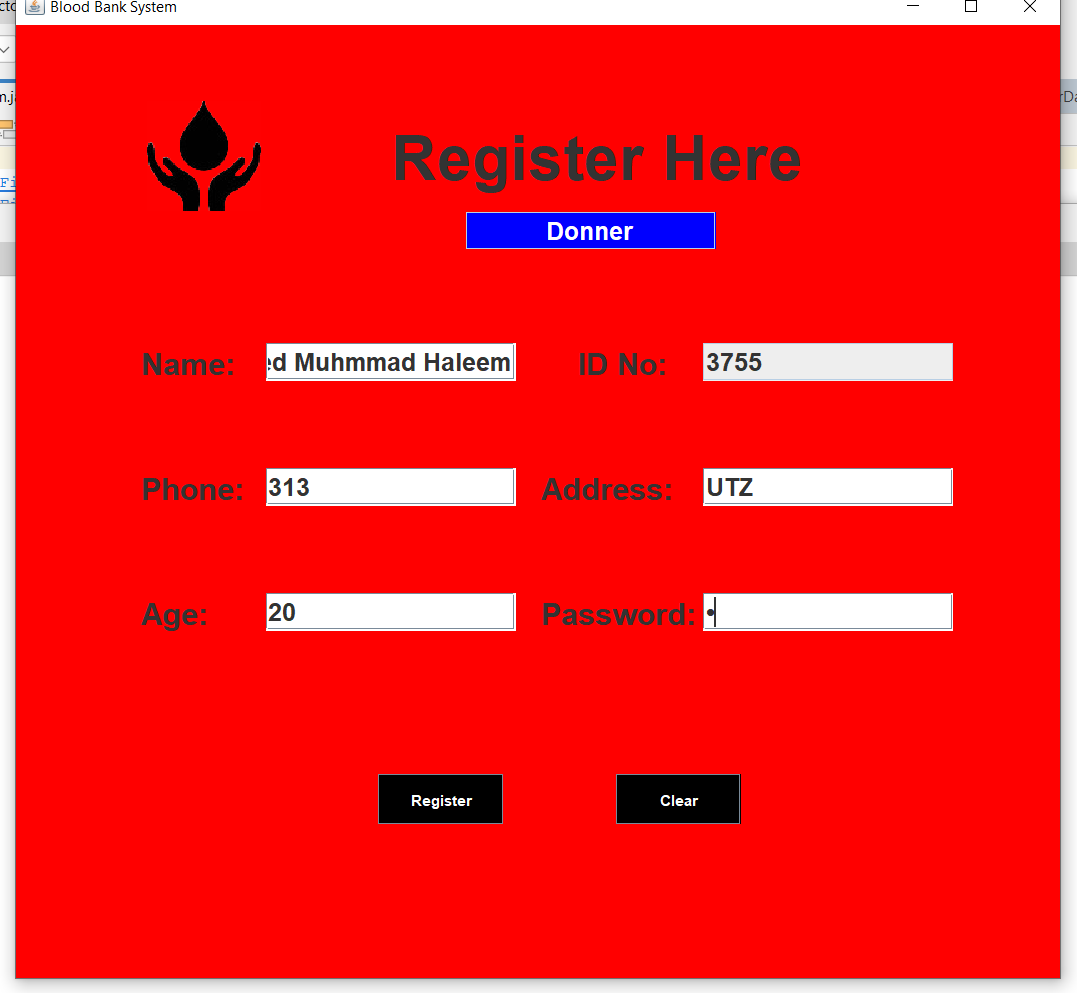 Blood Bank System
Register Here
Donner
Name: ed Muhmmad Haleem ID No: 3755
Phone: 313 Address: UTZ
Age: 20 Password: •
Register Clear